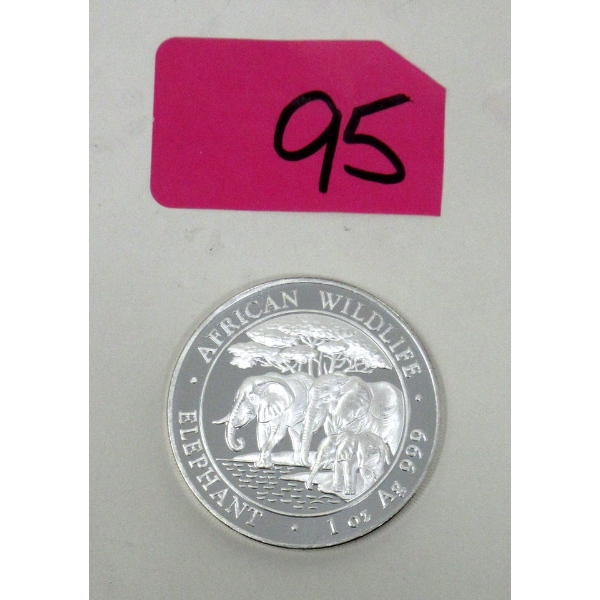 95
AFRICAN WILDLIFE
ELEPHANT · 1 oz Ag 999